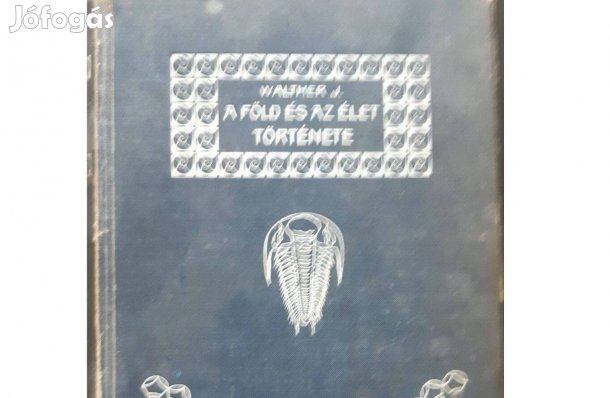 Jófogás
WALTHER J.
A FÖLD ÉS AZ ÉLET
TÖRTÉNETE